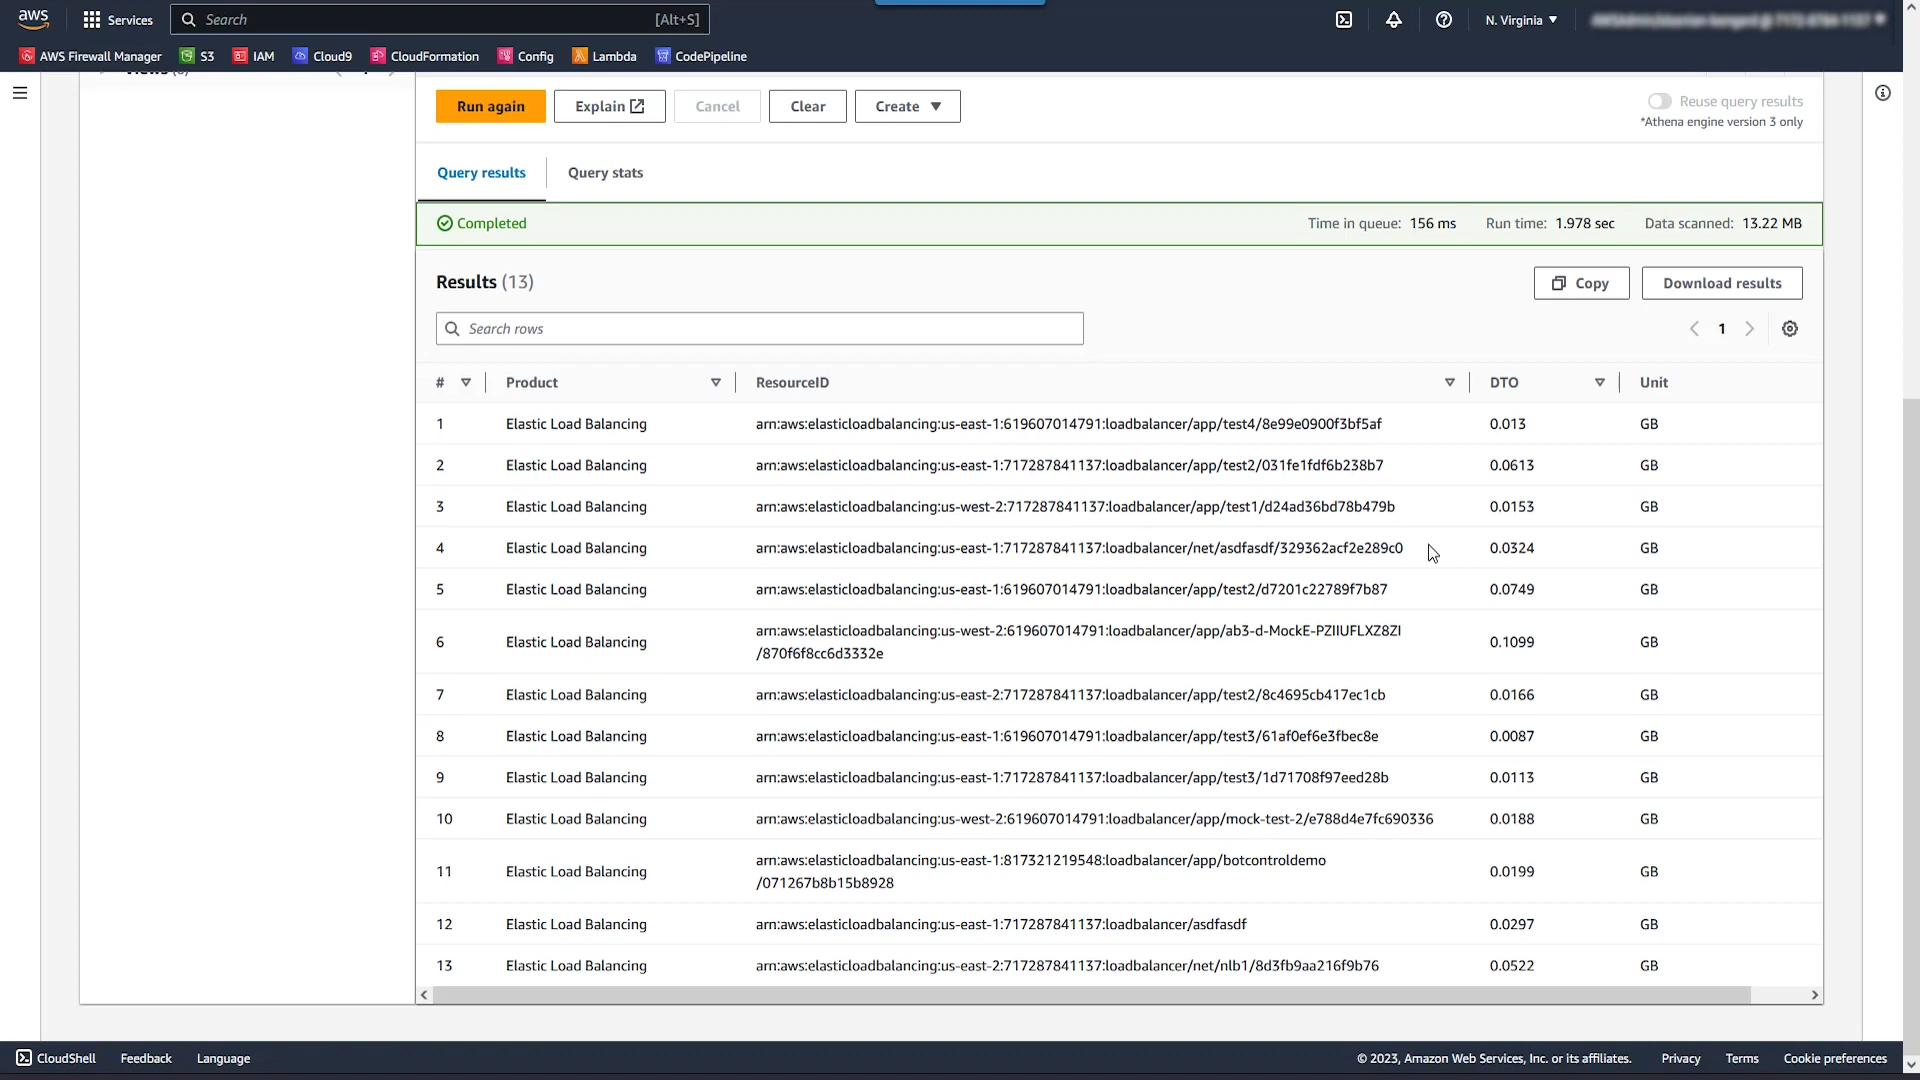 aws Services Search [Alt+S] N. Virginia
AWS Firewall Manager S3 IAM Cloud9 CloudFormation Config Lambda CodePipeline
Run again Explain Cancel Clear Create Reuse query results
*Athena engine version 3 only
Query results Query stats
Completed Time in queue: 156 ms Run time: 1.978 sec Data scanned: 13.22 MB
Results (13) Copy Download results
Search rows 1
# Product ResourceID DTO Unit
1 Elastic Load Balancing arn:aws:elasticloadbalancing:us-east-1:619607014791:loadbalancer/app/test4/8e99e0900f3bf5af 0.013 GB
2 Elastic Load Balancing arn:aws:elasticloadbalancing:us-east-1:717287841137:loadbalancer/app/test2/031fe1fdf6b238b7 0.0613 GB
3 Elastic Load Balancing arn:aws:elasticloadbalancing:us-west-2:717287841137:loadbalancer/app/test1/d24ad36bd78b479b 0.0153 GB
4 Elastic Load Balancing arn:aws:elasticloadbalancing:us-east-1:717287841137:loadbalancer/net/asdfasdf/329362acf2e289c0 0.0324 GB
5 Elastic Load Balancing arn:aws:elasticloadbalancing:us-east-1:619607014791:loadbalancer/app/test2/d7201c22789f7b87 0.0749 GB
6 Elastic Load Balancing arn:aws:elasticloadbalancing:us-west-2:619607014791:loadbalancer/app/ab3-d-MockE-PZIIUFLXZ8ZI
/870f6f8cc6d3332e 0.1099 GB
7 Elastic Load Balancing arn:aws:elasticloadbalancing:us-east-2:717287841137:loadbalancer/app/test2/8c4695cb417ec1cb 0.0166 GB
8 Elastic Load Balancing arn:aws:elasticloadbalancing:us-east-1:619607014791:loadbalancer/app/test3/61af0ef6e3fbec8e 0.0087 GB
9 Elastic Load Balancing arn:aws:elasticloadbalancing:us-east-1:717287841137:loadbalancer/app/test3/1d71708f97eed28b 0.0113 GB
10 Elastic Load Balancing arn:aws:elasticloadbalancing:us-west-2:619607014791:loadbalancer/app/mock-test-2/e788d4e7fc690336 0.0188 GB
11 Elastic Load Balancing arn:aws:elasticloadbalancing:us-east-1:817321219548:loadbalancer/app/botcontroldemo
/071267b8b15b8928 0.0199 GB
12 Elastic Load Balancing arn:aws:elasticloadbalancing:us-east-1:717287841137:loadbalancer/asdfasdf 0.0297 GB
13 Elastic Load Balancing arn:aws:elasticloadbalancing:us-east-2:717287841137:loadbalancer/net/nlb1/8d3fb9aa216f9b76 0.0522 GB
CloudShell Feedback Language © 2023, Amazon Web Services, Inc. or its affiliates. Privacy Terms Cookie preferences